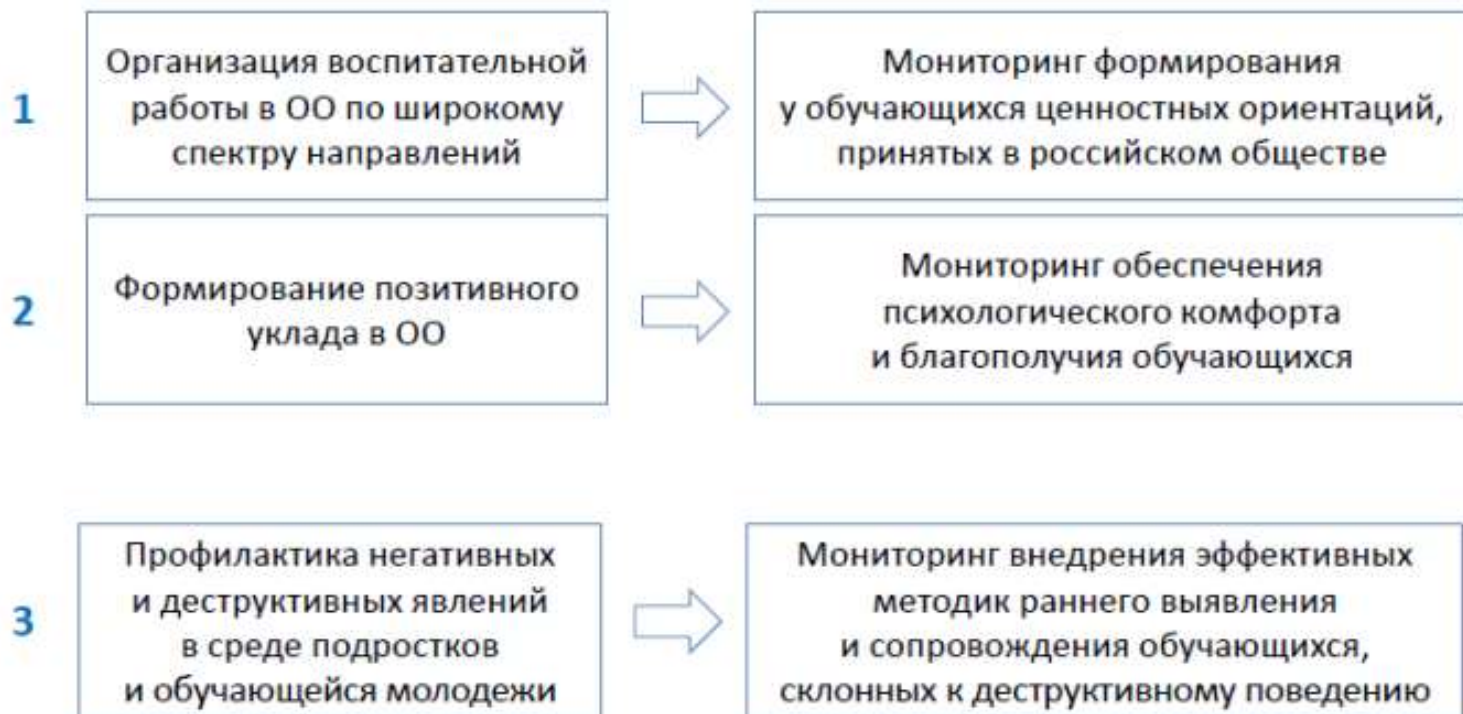 1
Организация воспитательной
работы в ОО по широкому
спектру направлений
Мониторинг формирования
у обучающихся ценностных ориентаций,
принятых в российском обществе
2
Формирование позитивного
уклада в ОО
Мониторинг обеспечения
психологического комфорта
и благополучия обучающихся
3
Профилактика негативных
и деструктивных явлений
в среде подростков
и обучающейся молодежи
Мониторинг внедрения эффективных
методик раннего выявления
и сопровождения обучающихся,
склонных к деструктивному поведению